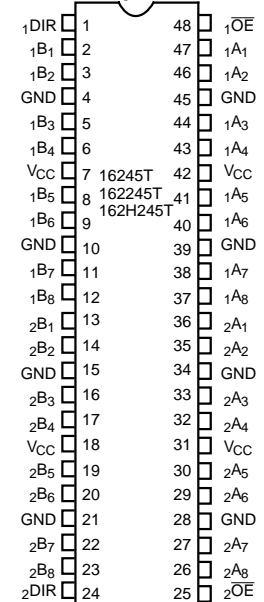 ₁DIR 1 48 ₁O̅E̅
₁B₁ 2 47 ₁A₁
₁B₂ 3 46 ₁A₂
GND 4 45 GND
₁B₃ 5 44 ₁A₃
₁B₄ 6 43 ₁A₄
VCC 7 16245T 42 VCC
₁B₅ 8 162245T 41 ₁A₅
162H245T
₁B₆ 9 40 ₁A₆
GND 10 39 GND
₁B₇ 11 38 ₁A₇
₁B₈ 12 37 ₁A₈
₂B₁ 13 36 ₂A₁
₂B₂ 14 35 ₂A₂
GND 15 34 GND
₂B₃ 16 33 ₂A₃
₂B₄ 17 32 ₂A₄
VCC 18 31 VCC
₂B₅ 19 30 ₂A₅
₂B₆ 20 29 ₂A₆
GND 21 28 GND
₂B₇ 22 27 ₂A₇
₂B₈ 23 26 ₂A₈
₂DIR 24 25 ₂O̅E̅